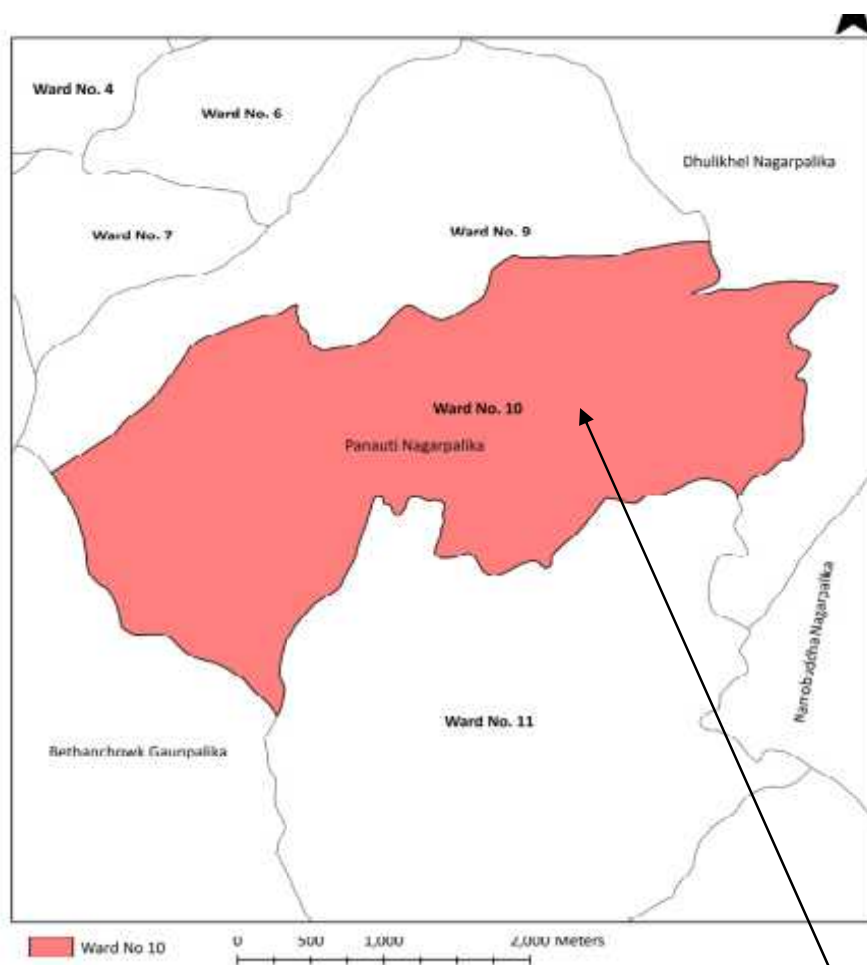 Ward No. 4
Ward No. 6
Dhulikhel Nagarpalika
Ward No. 7
Ward No. 9
Ward No. 10
Panauti Nagarpalika
Namobuddha Nagarpalika
Ward No. 11
Bethanchowk Gaunpalika
Ward No 10
0 500 1,000 2,000 Meters